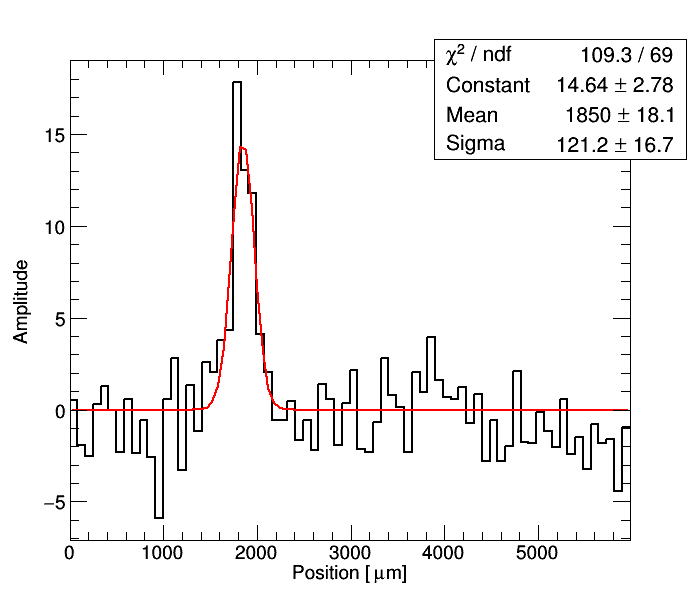 χ² / ndf 109.3 / 69
Constant 14.64 ± 2.78
Mean 1850 ± 18.1
Sigma 121.2 ± 16.7
15
10
5
0
−5
Amplitude
0 1000 2000 3000 4000 5000
Position [ μm]